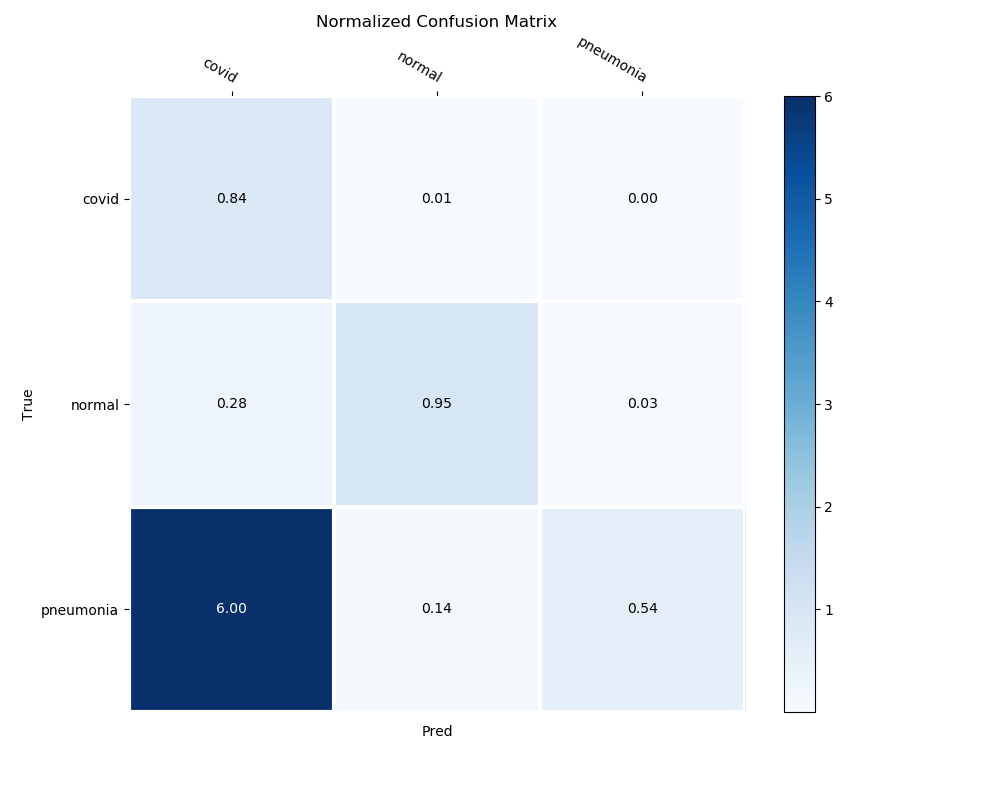 Normalized Confusion Matrix
covid
normal
pneumonia
covid
0.84
0.01
0.00
normal
0.28
0.95
0.03
pneumonia
6.00
0.14
0.54
True
Pred
6
5
4
3
2
1